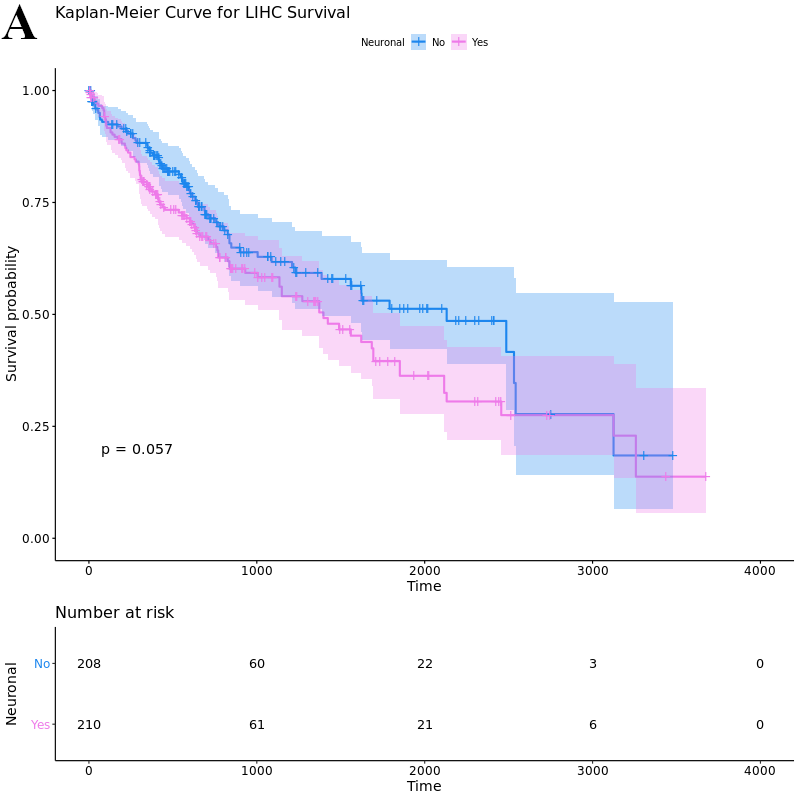 A
Kaplan-Meier Curve for LIHC Survival
Neuronal No Yes
Survival probability
1.00
0.75
0.50
0.25
0.00
p = 0.057
0 1000 2000 3000 4000
Time
Number at risk
Neuronal
No 208 60 22 3 0
Yes 210 61 21 6 0
0 1000 2000 3000 4000
Time